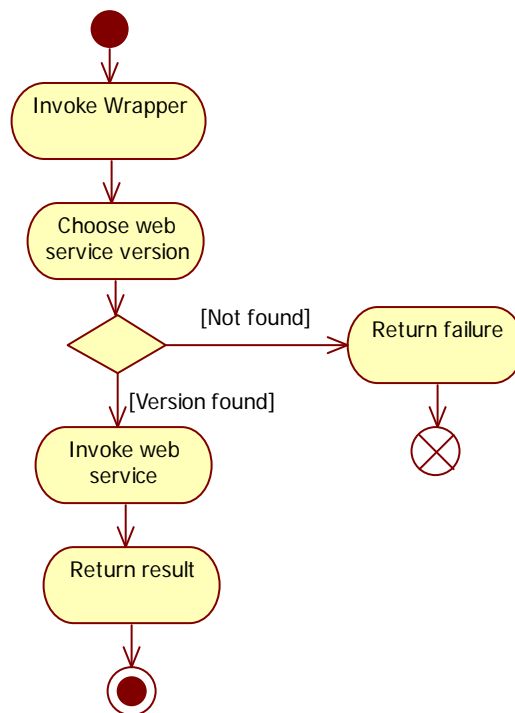 Invoke Wrapper
Choose web
service version
[Not found]
Return failure
[Version found]
Invoke web
service
Return result